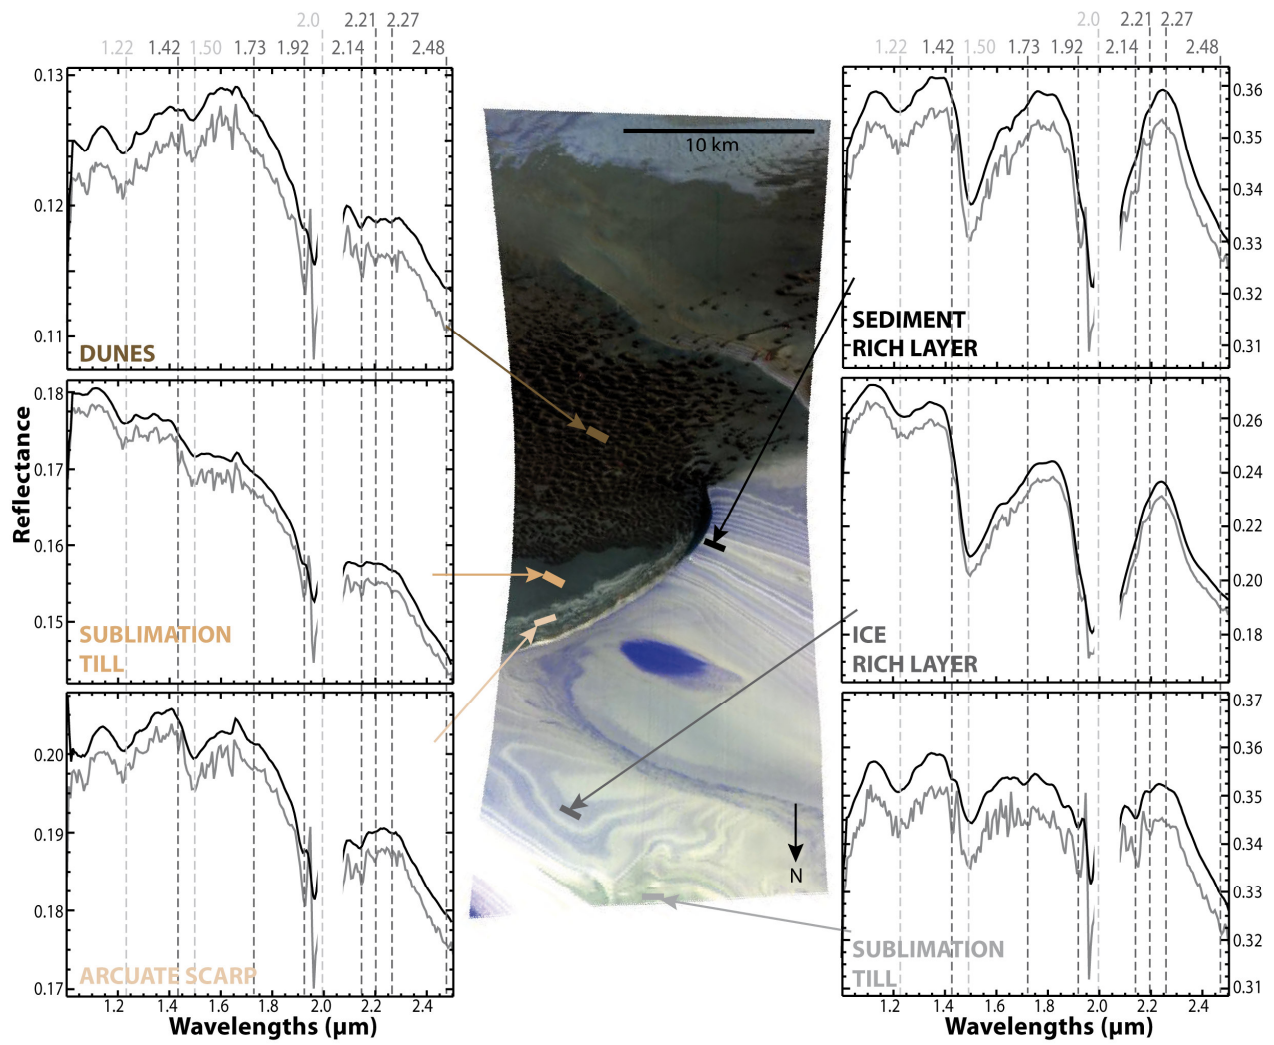 2.0 2.21 2.27
1.22 1.42 1.50 1.73 1.92 2.14 2.48
0.13
0.12
0.11
DUNES
0.18
0.17
0.16
0.15
SUBLIMATION
TILL
0.20
0.19
0.18
0.17
ARCUATE SCARP
1.2 1.4 1.6 1.8 2.0 2.2 2.4
Wavelengths (µm)
Reflectance
10 km
N
2.0 2.21 2.27
1.22 1.42 1.50 1.73 1.92 2.14 2.48
0.36
0.35
0.34
0.33
0.32
0.31
SEDIMENT
RICH LAYER
0.26
0.24
0.22
0.20
0.18
ICE
RICH LAYER
0.37
0.36
0.35
0.34
0.33
0.32
0.31
SUBLIMATION
TILL
1.2 1.4 1.6 1.8 2.0 2.2 2.4
Wavelengths (µm)